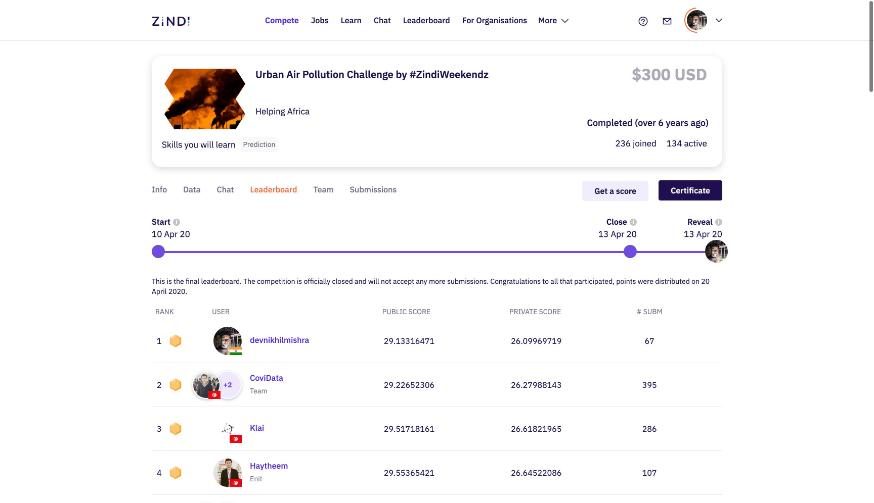 ZINDI
Compete Jobs Learn Chat Leaderboard For Organisations More
Urban Air Pollution Challenge by #ZindiWeekendz
$300 USD
Helping Africa
Completed (over 6 years ago)
Skills you will learn Prediction
236 joined 134 active
Info Data Chat Leaderboard Team Submissions
Get a score
Certificate
Start Close Reveal
10 Apr 20 13 Apr 20 13 Apr 20
This is the final leaderboard. The competition is officially closed and will not accept any more submissions. Congratulations to all that participated, points were distributed on 20
April 2020.
RANK USER PUBLIC SCORE PRIVATE SCORE # SUBM
1 devnikhilmishra 29.13316471 26.09969719 67
2 +2 CoviData 29.22652306 26.27988143 395
Team
3 Klai 29.51718161 26.61821965 286
4 Haytheem 29.55365421 26.64522086 107
Enit